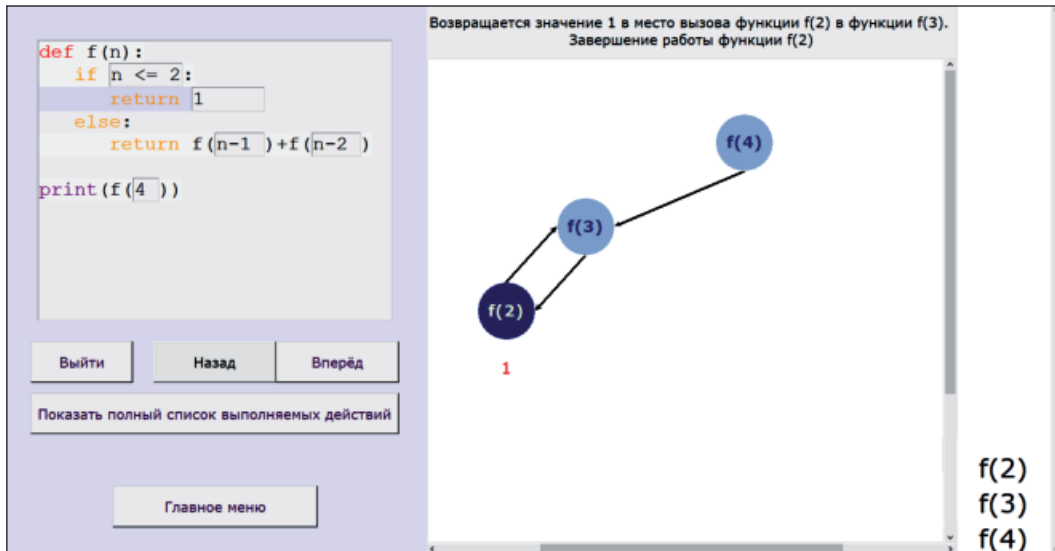 def f(n):
if n <= 2:
return 1
else:
return f(n-1 )+f(n-2 )
print(f(4 ))
Выйти
Назад
Вперёд
Показать полный список выполняемых действий
Главное меню
Возвращается значение 1 в место вызова функции f(2) в функции f(3).
Завершение работы функции f(2)
f(4)
f(3)
f(2)
1
f(2)
f(3)
f(4)